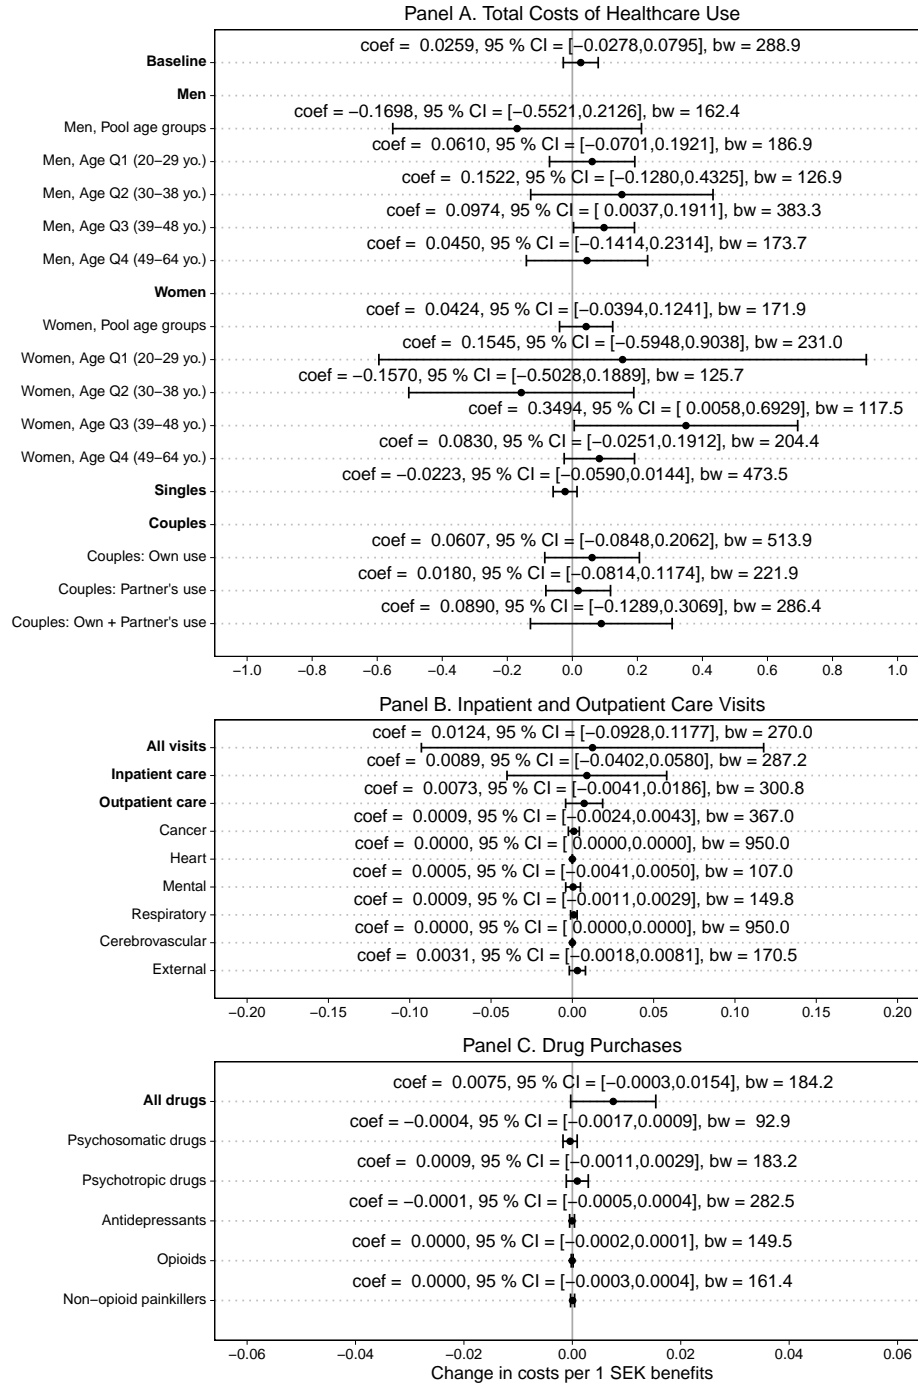 Panel A. Total Costs of Healthcare Use
coef =  0.0259, 95 % CI = [−0.0278,0.0795], bw = 288.9
Baseline
Men
coef = −0.1698, 95 % CI = [−0.5521,0.2126], bw = 162.4
Men, Pool age groups
coef =  0.0610, 95 % CI = [−0.0701,0.1921], bw = 186.9
Men, Age Q1 (20−29 yo.)
coef =  0.1522, 95 % CI = [−0.1280,0.4325], bw = 126.9
Men, Age Q2 (30−38 yo.)
coef =  0.0974, 95 % CI = [ 0.0037,0.1911], bw = 383.3
Men, Age Q3 (39−48 yo.)
coef =  0.0450, 95 % CI = [−0.1414,0.2314], bw = 173.7
Men, Age Q4 (49−64 yo.)
Women
coef =  0.0424, 95 % CI = [−0.0394,0.1241], bw = 171.9
Women, Pool age groups
coef =  0.1545, 95 % CI = [−0.5948,0.9038], bw = 231.0
Women, Age Q1 (20−29 yo.)
coef = −0.1570, 95 % CI = [−0.5028,0.1889], bw = 125.7
Women, Age Q2 (30−38 yo.)
coef =  0.3494, 95 % CI = [ 0.0058,0.6929], bw = 117.5
Women, Age Q3 (39−48 yo.)
coef =  0.0830, 95 % CI = [−0.0251,0.1912], bw = 204.4
Women, Age Q4 (49−64 yo.)
coef = −0.0223, 95 % CI = [−0.0590,0.0144], bw = 473.5
Singles
Couples
coef =  0.0607, 95 % CI = [−0.0848,0.2062], bw = 513.9
Couples: Own use
coef =  0.0180, 95 % CI = [−0.0814,0.1174], bw = 221.9
Couples: Partner's use
coef =  0.0890, 95 % CI = [−0.1289,0.3069], bw = 286.4
Couples: Own + Partner's use
−1.0 −0.8 −0.6 −0.4 −0.2 0.0 0.2 0.4 0.6 0.8 1.0
Panel B. Inpatient and Outpatient Care Visits
coef =  0.0124, 95 % CI = [−0.0928,0.1177], bw = 270.0
All visits
coef =  0.0089, 95 % CI = [−0.0402,0.0580], bw = 287.2
Inpatient care
coef =  0.0073, 95 % CI = [−0.0041,0.0186], bw = 300.8
Outpatient care
coef =  0.0009, 95 % CI = [−0.0024,0.0043], bw = 367.0
Cancer
coef =  0.0000, 95 % CI = [ 0.0000,0.0000], bw = 950.0
Heart
coef =  0.0005, 95 % CI = [−0.0041,0.0050], bw = 107.0
Mental
coef =  0.0009, 95 % CI = [−0.0011,0.0029], bw = 149.8
Respiratory
coef =  0.0000, 95 % CI = [ 0.0000,0.0000], bw = 950.0
Cerebrovascular
coef =  0.0031, 95 % CI = [−0.0018,0.0081], bw = 170.5
External
−0.20 −0.15 −0.10 −0.05 0.00 0.05 0.10 0.15 0.20
Panel C. Drug Purchases
coef =  0.0075, 95 % CI = [−0.0003,0.0154], bw = 184.2
All drugs
coef = −0.0004, 95 % CI = [−0.0017,0.0009], bw =  92.9
Psychosomatic drugs
coef =  0.0009, 95 % CI = [−0.0011,0.0029], bw = 183.2
Psychotropic drugs
coef = −0.0001, 95 % CI = [−0.0005,0.0004], bw = 282.5
Antidepressants
coef =  0.0000, 95 % CI = [−0.0002,0.0001], bw = 149.5
Opioids
coef =  0.0000, 95 % CI = [−0.0003,0.0004], bw = 161.4
Non−opioid painkillers
−0.06 −0.04 −0.02 0.00 0.02 0.04 0.06
Change in costs per 1 SEK benefits